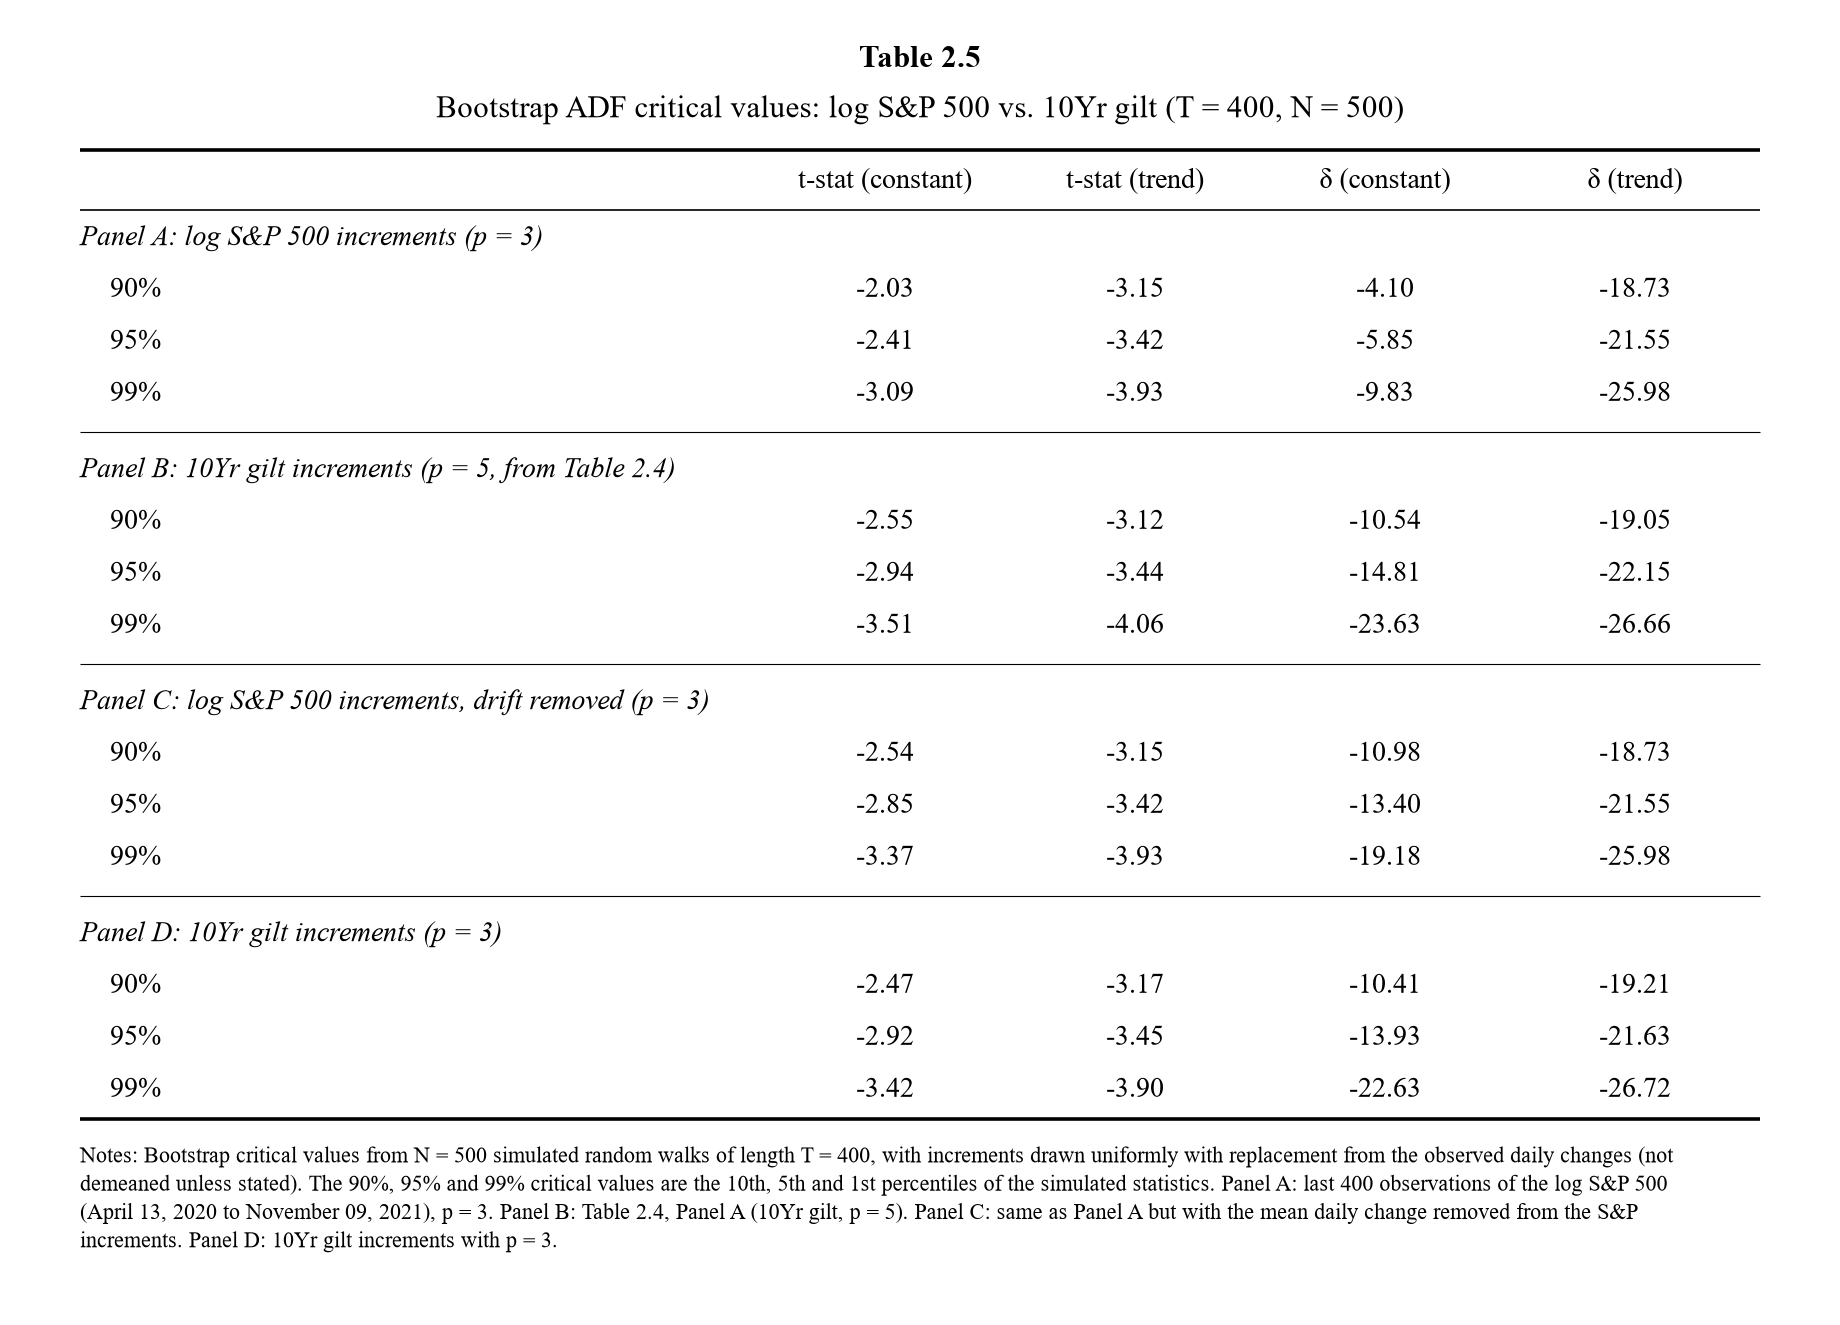 Table 2.5
Bootstrap ADF critical values: log S&P 500 vs. 10Yr gilt (T = 400, N = 500)
t-stat (constant) t-stat (trend) δ (constant) δ (trend)
Panel A: log S&P 500 increments (p = 3)
90% -2.03 -3.15 -4.10 -18.73
95% -2.41 -3.42 -5.85 -21.55
99% -3.09 -3.93 -9.83 -25.98
Panel B: 10Yr gilt increments (p = 5, from Table 2.4)
90% -2.55 -3.12 -10.54 -19.05
95% -2.94 -3.44 -14.81 -22.15
99% -3.51 -4.06 -23.63 -26.66
Panel C: log S&P 500 increments, drift removed (p = 3)
90% -2.54 -3.15 -10.98 -18.73
95% -2.85 -3.42 -13.40 -21.55
99% -3.37 -3.93 -19.18 -25.98
Panel D: 10Yr gilt increments (p = 3)
90% -2.47 -3.17 -10.41 -19.21
95% -2.92 -3.45 -13.93 -21.63
99% -3.42 -3.90 -22.63 -26.72
Notes: Bootstrap critical values from N = 500 simulated random walks of length T = 400, with increments drawn uniformly with replacement from the observed daily changes (not
demeaned unless stated). The 90%, 95% and 99% critical values are the 10th, 5th and 1st percentiles of the simulated statistics. Panel A: last 400 observations of the log S&P 500
(April 13, 2020 to November 09, 2021), p = 3. Panel B: Table 2.4, Panel A (10Yr gilt, p = 5). Panel C: same as Panel A but with the mean daily change removed from the S&P
increments. Panel D: 10Yr gilt increments with p = 3.